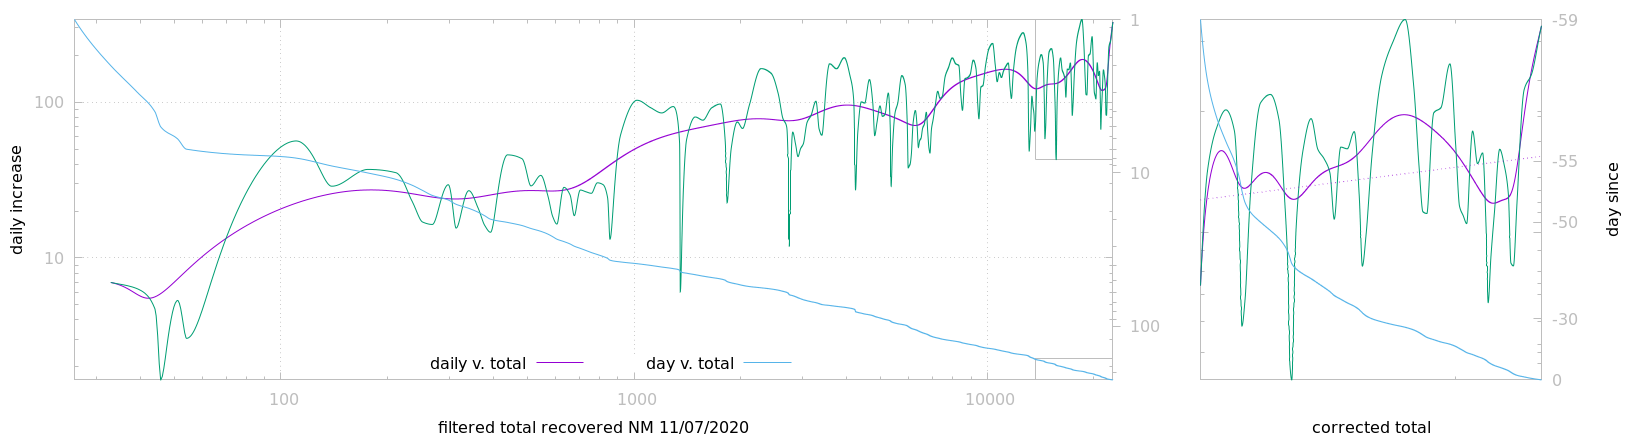 1
-59
100
daily increase
10
-55
day since
-50
10
100
-30
daily v. total
day v. total
0
100
1000
10000
filtered total recovered NM 11/07/2020
corrected total